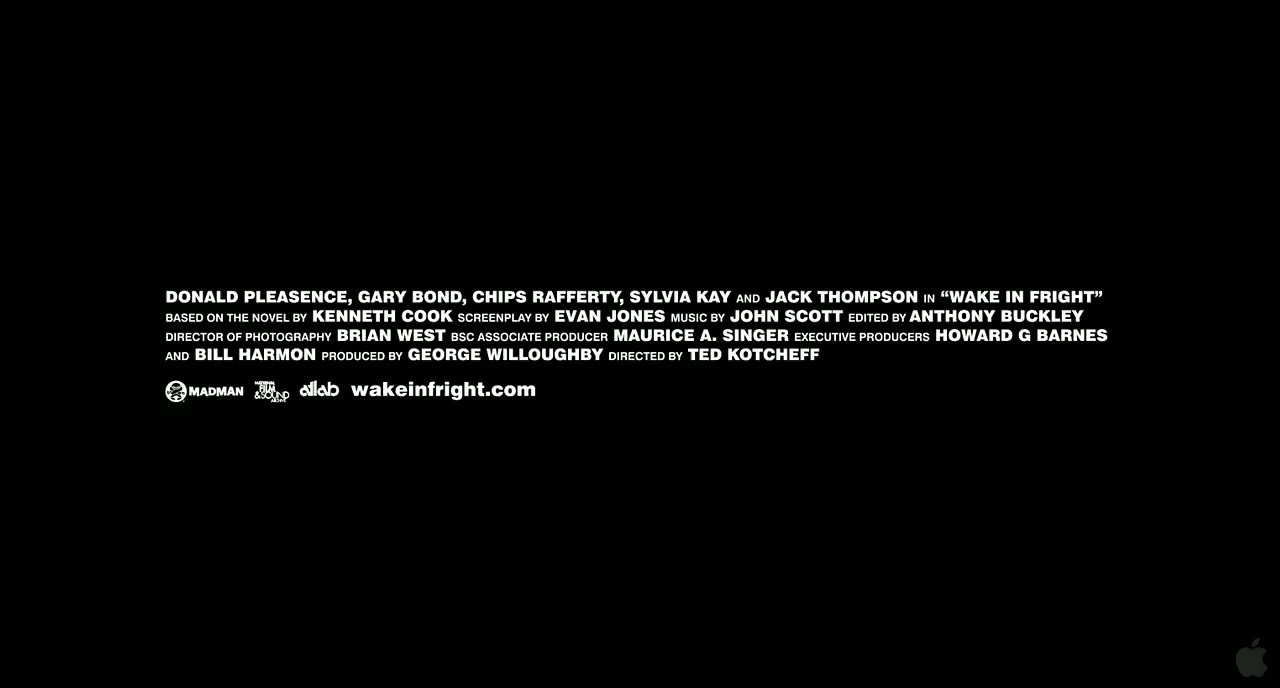 DONALD PLEASENCE, GARY BOND, CHIPS RAFFERTY, SYLVIA KAY AND JACK THOMPSON IN “WAKE IN FRIGHT”
BASED ON THE NOVEL BY KENNETH COOK SCREENPLAY BY EVAN JONES MUSIC BY JOHN SCOTT EDITED BY ANTHONY BUCKLEY
DIRECTOR OF PHOTOGRAPHY BRIAN WEST BSC ASSOCIATE PRODUCER MAURICE A. SINGER EXECUTIVE PRODUCERS HOWARD G BARNES
AND BILL HARMON PRODUCED BY GEORGE WILLOUGHBY DIRECTED BY TED KOTCHEFF
MADMAN NATIONAL FILM &SOUND ARCHIVE atlab wakeinfright.com